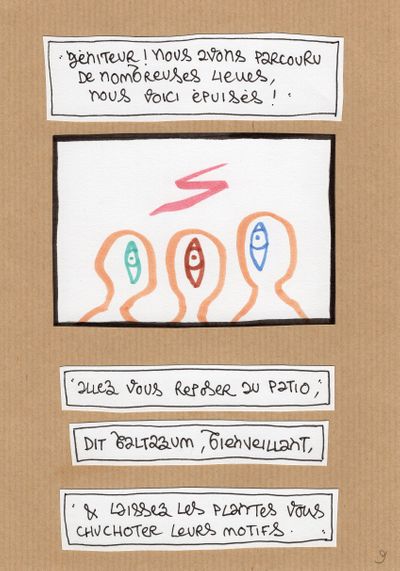 "Géniteur ! nous avons parcouru
de nombreuses lieues,
nous voici épuisés ! "
"allez vous reposer au patio,"
dit Baltazum, bienveillant,
"& laissez les plantes vous
chuchoter leurs motifs. "
9